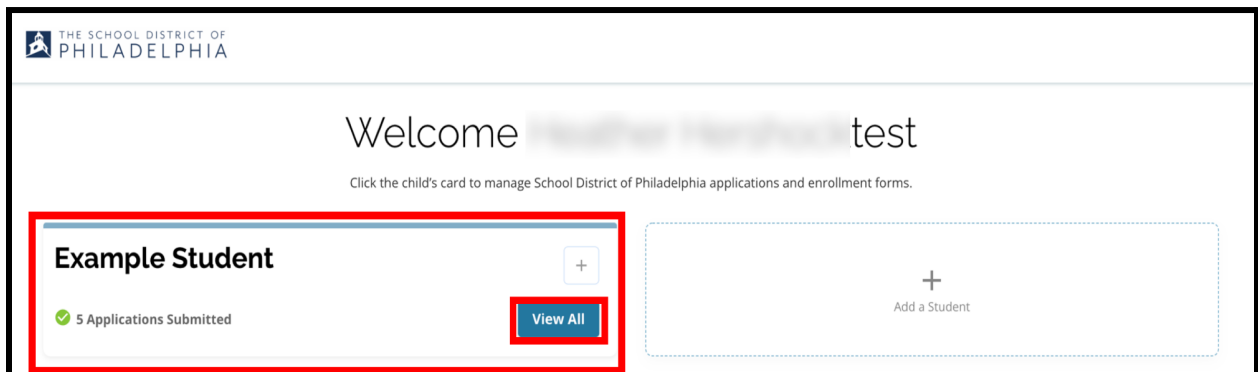 THE SCHOOL DISTRICT OF
PHILADELPHIA
Welcome test
Click the child's card to manage School District of Philadelphia applications and enrollment forms.
Example Student
+
5 Applications Submitted
View All
+
Add a Student